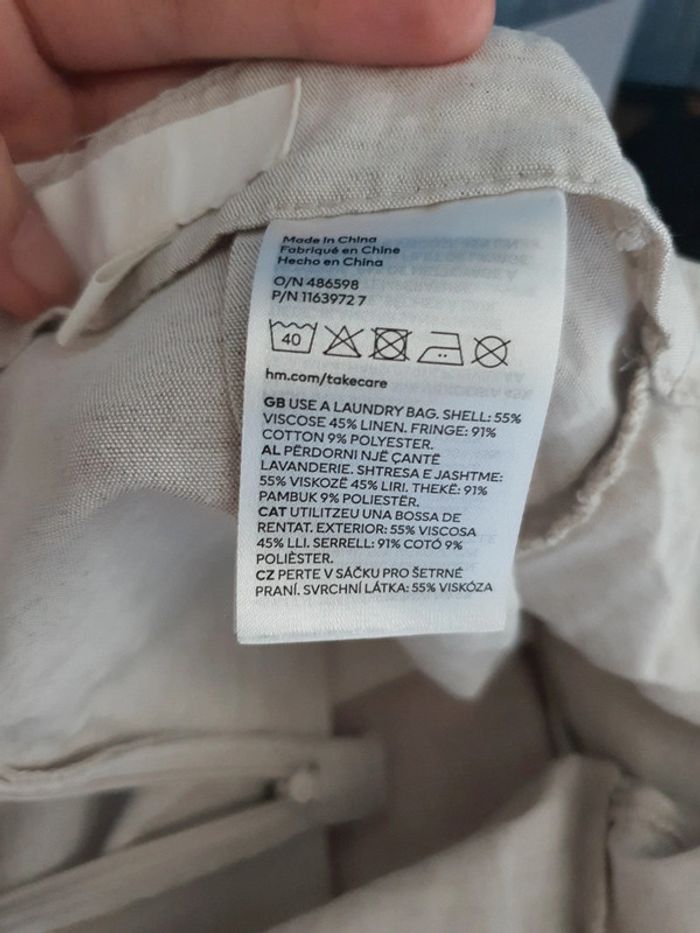 Made in China
Fabriqué en Chine
Hecho en China
O/N 486598
P/N 1163972 7
40
hm.com/takecare
GB USE A LAUNDRY BAG. SHELL: 55%
VISCOSE 45% LINEN. FRINGE: 91%
COTTON 9% POLYESTER.
AL PËRDORNI NJË ÇANTË
LAVANDERIE. SHTRESA E JASHTME:
55% VISKOZË 45% LIRI. THEKË: 91%
PAMBUK 9% POLIESTËR.
CAT UTILITZEU UNA BOSSA DE
RENTAT. EXTERIOR: 55% VISCOSA
45% LLI. SERRELL: 91% COTÓ 9%
POLIÈSTER.
CZ PERTE V SÁČKU PRO ŠETRNÉ
PRANÍ. SVRCHNÍ LÁTKA: 55% VISKÓZA